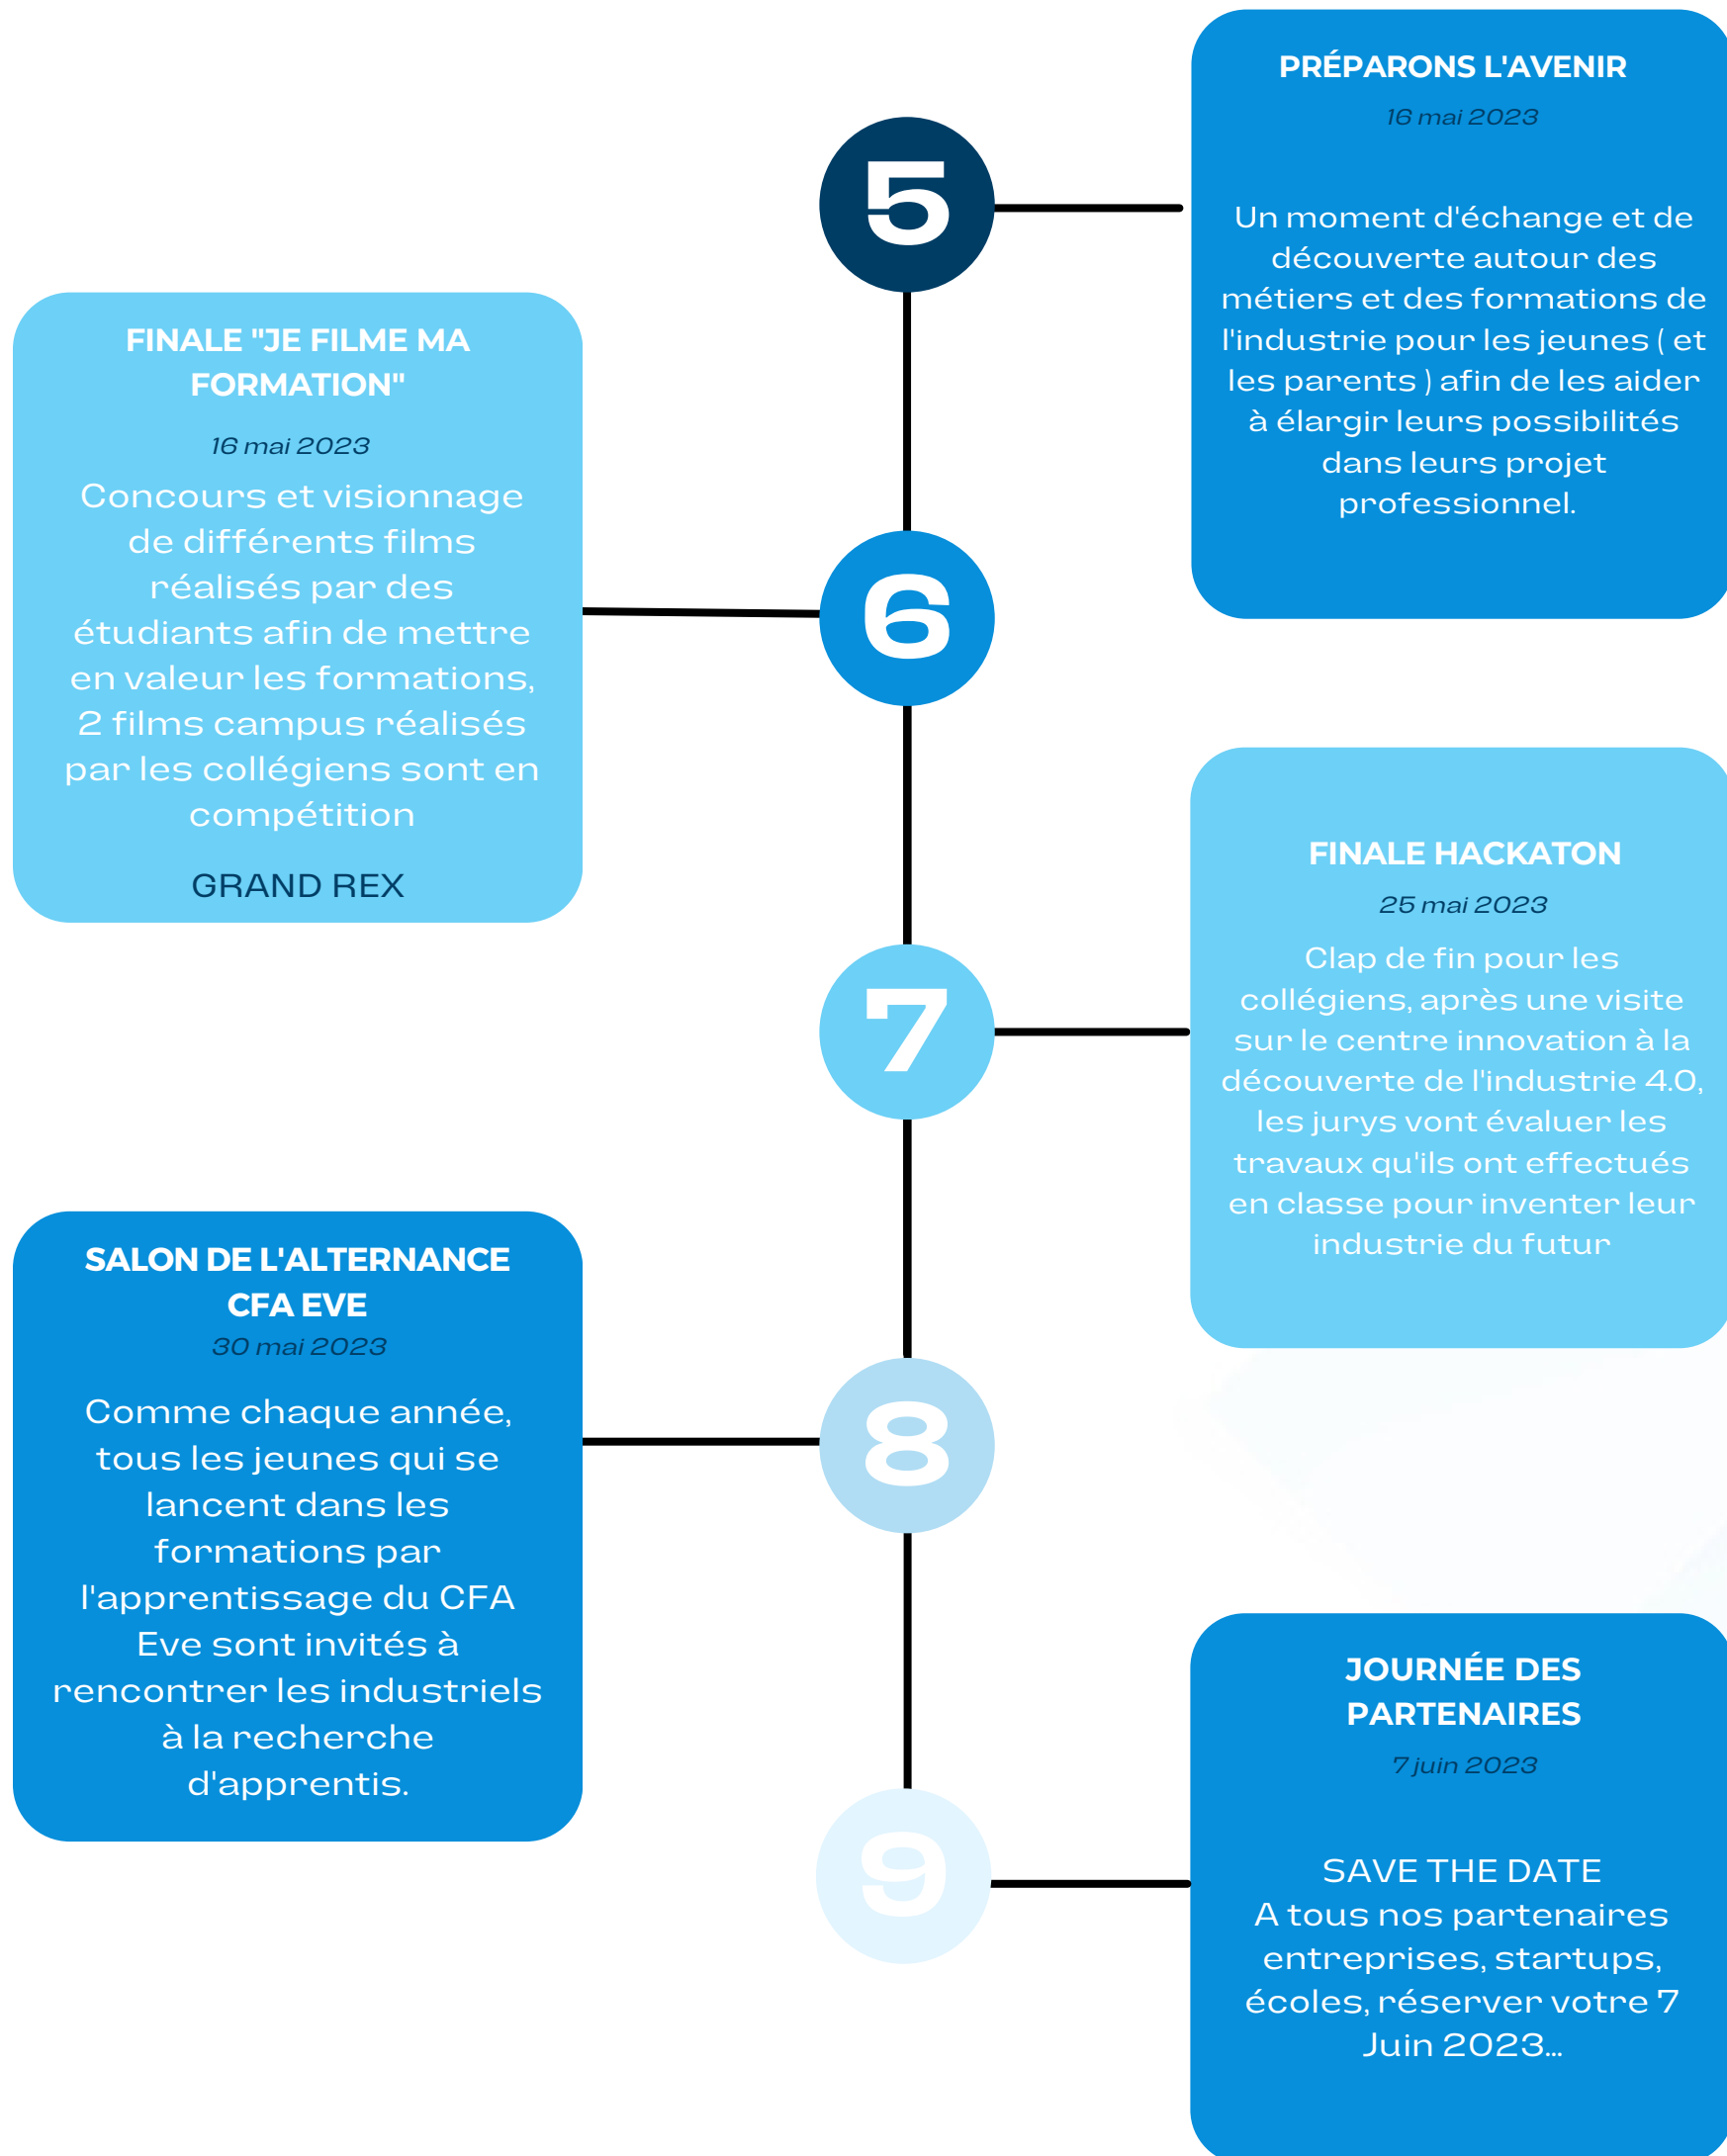 5
PRÉPARONS L'AVENIR
16 mai 2023
Un moment d'échange et de
découverte autour des
métiers et des formations de
l'industrie pour les jeunes ( et
les parents ) afin de les aider
à élargir leurs possibilités
dans leurs projet
professionnel.
6
FINALE "JE FILME MA
FORMATION"
16 mai 2023
Concours et visionnage
de différents films
réalisés par des
étudiants afin de mettre
en valeur les formations,
2 films campus réalisés
par les collégiens sont en
compétition
GRAND REX
7
FINALE HACKATON
25 mai 2023
Clap de fin pour les
collégiens, après une visite
sur le centre innovation à la
découverte de l'industrie 4.0,
les jurys vont évaluer les
travaux qu'ils ont effectués
en classe pour inventer leur
industrie du futur
8
SALON DE L'ALTERNANCE
CFA EVE
30 mai 2023
Comme chaque année,
tous les jeunes qui se
lancent dans les
formations par
l'apprentissage du CFA
Eve sont invités à
rencontrer les industriels
à la recherche
d'apprentis.
9
JOURNÉE DES
PARTENAIRES
7 juin 2023
SAVE THE DATE
A tous nos partenaires
entreprises, startups,
écoles, réserver votre 7
Juin 2023...